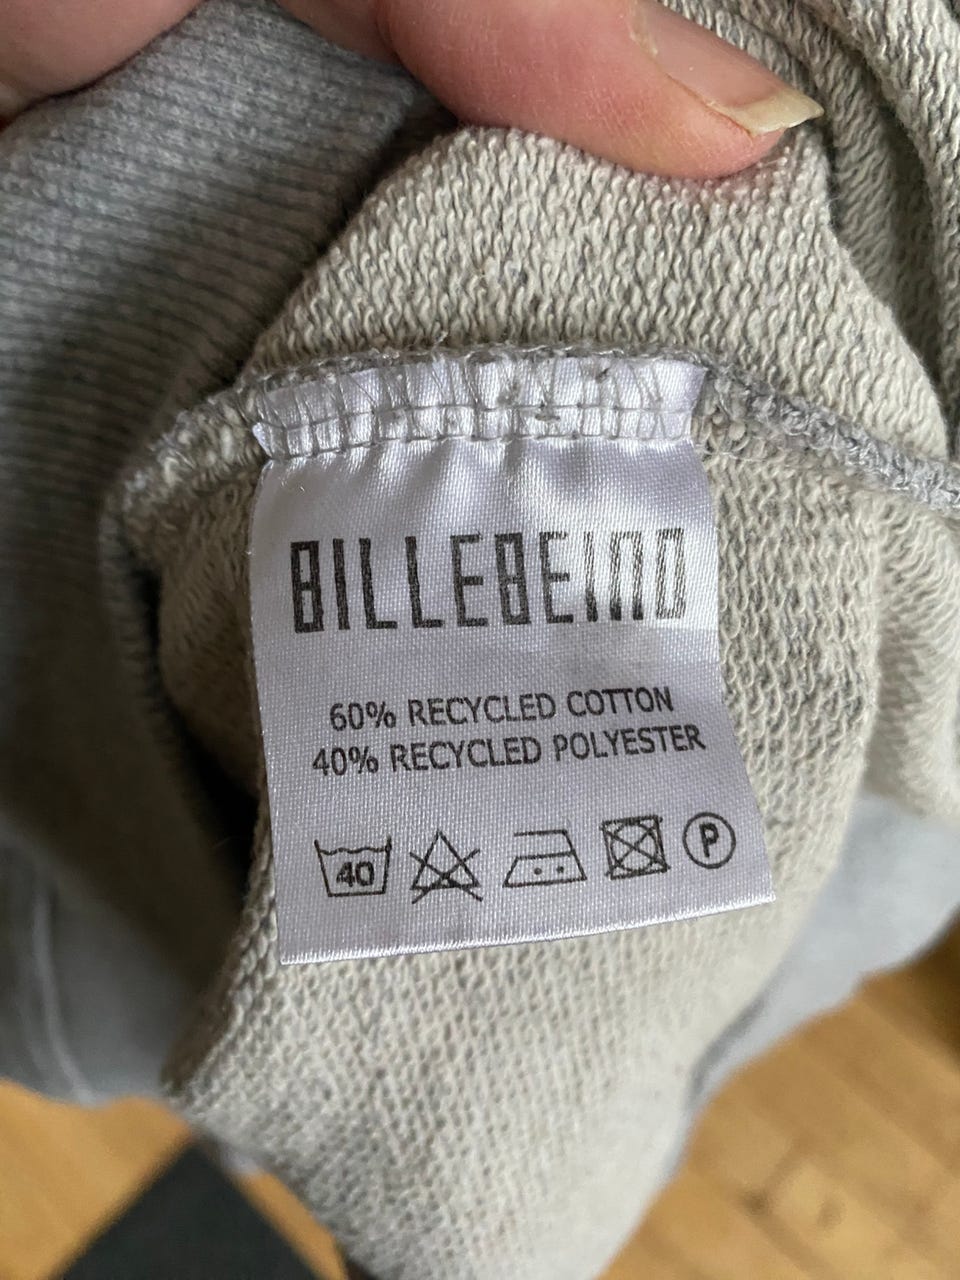 BILLEBEINO
60% RECYCLED COTTON
40% RECYCLED POLYESTER
40 P